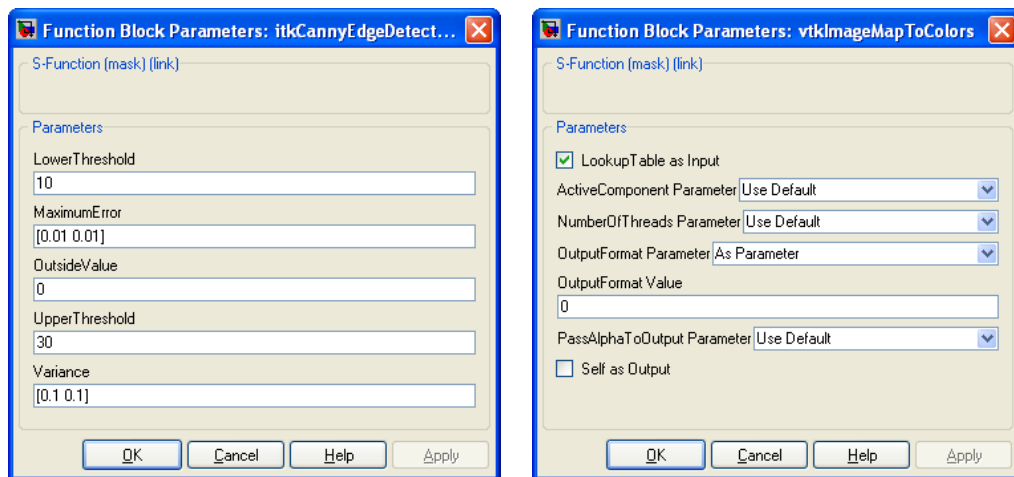 Function Block Parameters: itkCannyEdgeDetect...
S-Function (mask) (link)
Parameters
LowerThreshold
10
MaximumError
[0.01 0.01]
OutsideValue
0
UpperThreshold
30
Variance
[0.1 0.1]
OK Cancel Help Apply
Function Block Parameters: vtkImageMapToColors
S-Function (mask) (link)
Parameters
LookupTable as Input
ActiveComponent Parameter Use Default
NumberOfThreads Parameter Use Default
OutputFormat Parameter As Parameter
OutputFormat Value
0
PassAlphaToOutput Parameter Use Default
Self as Output
OK Cancel Help Apply